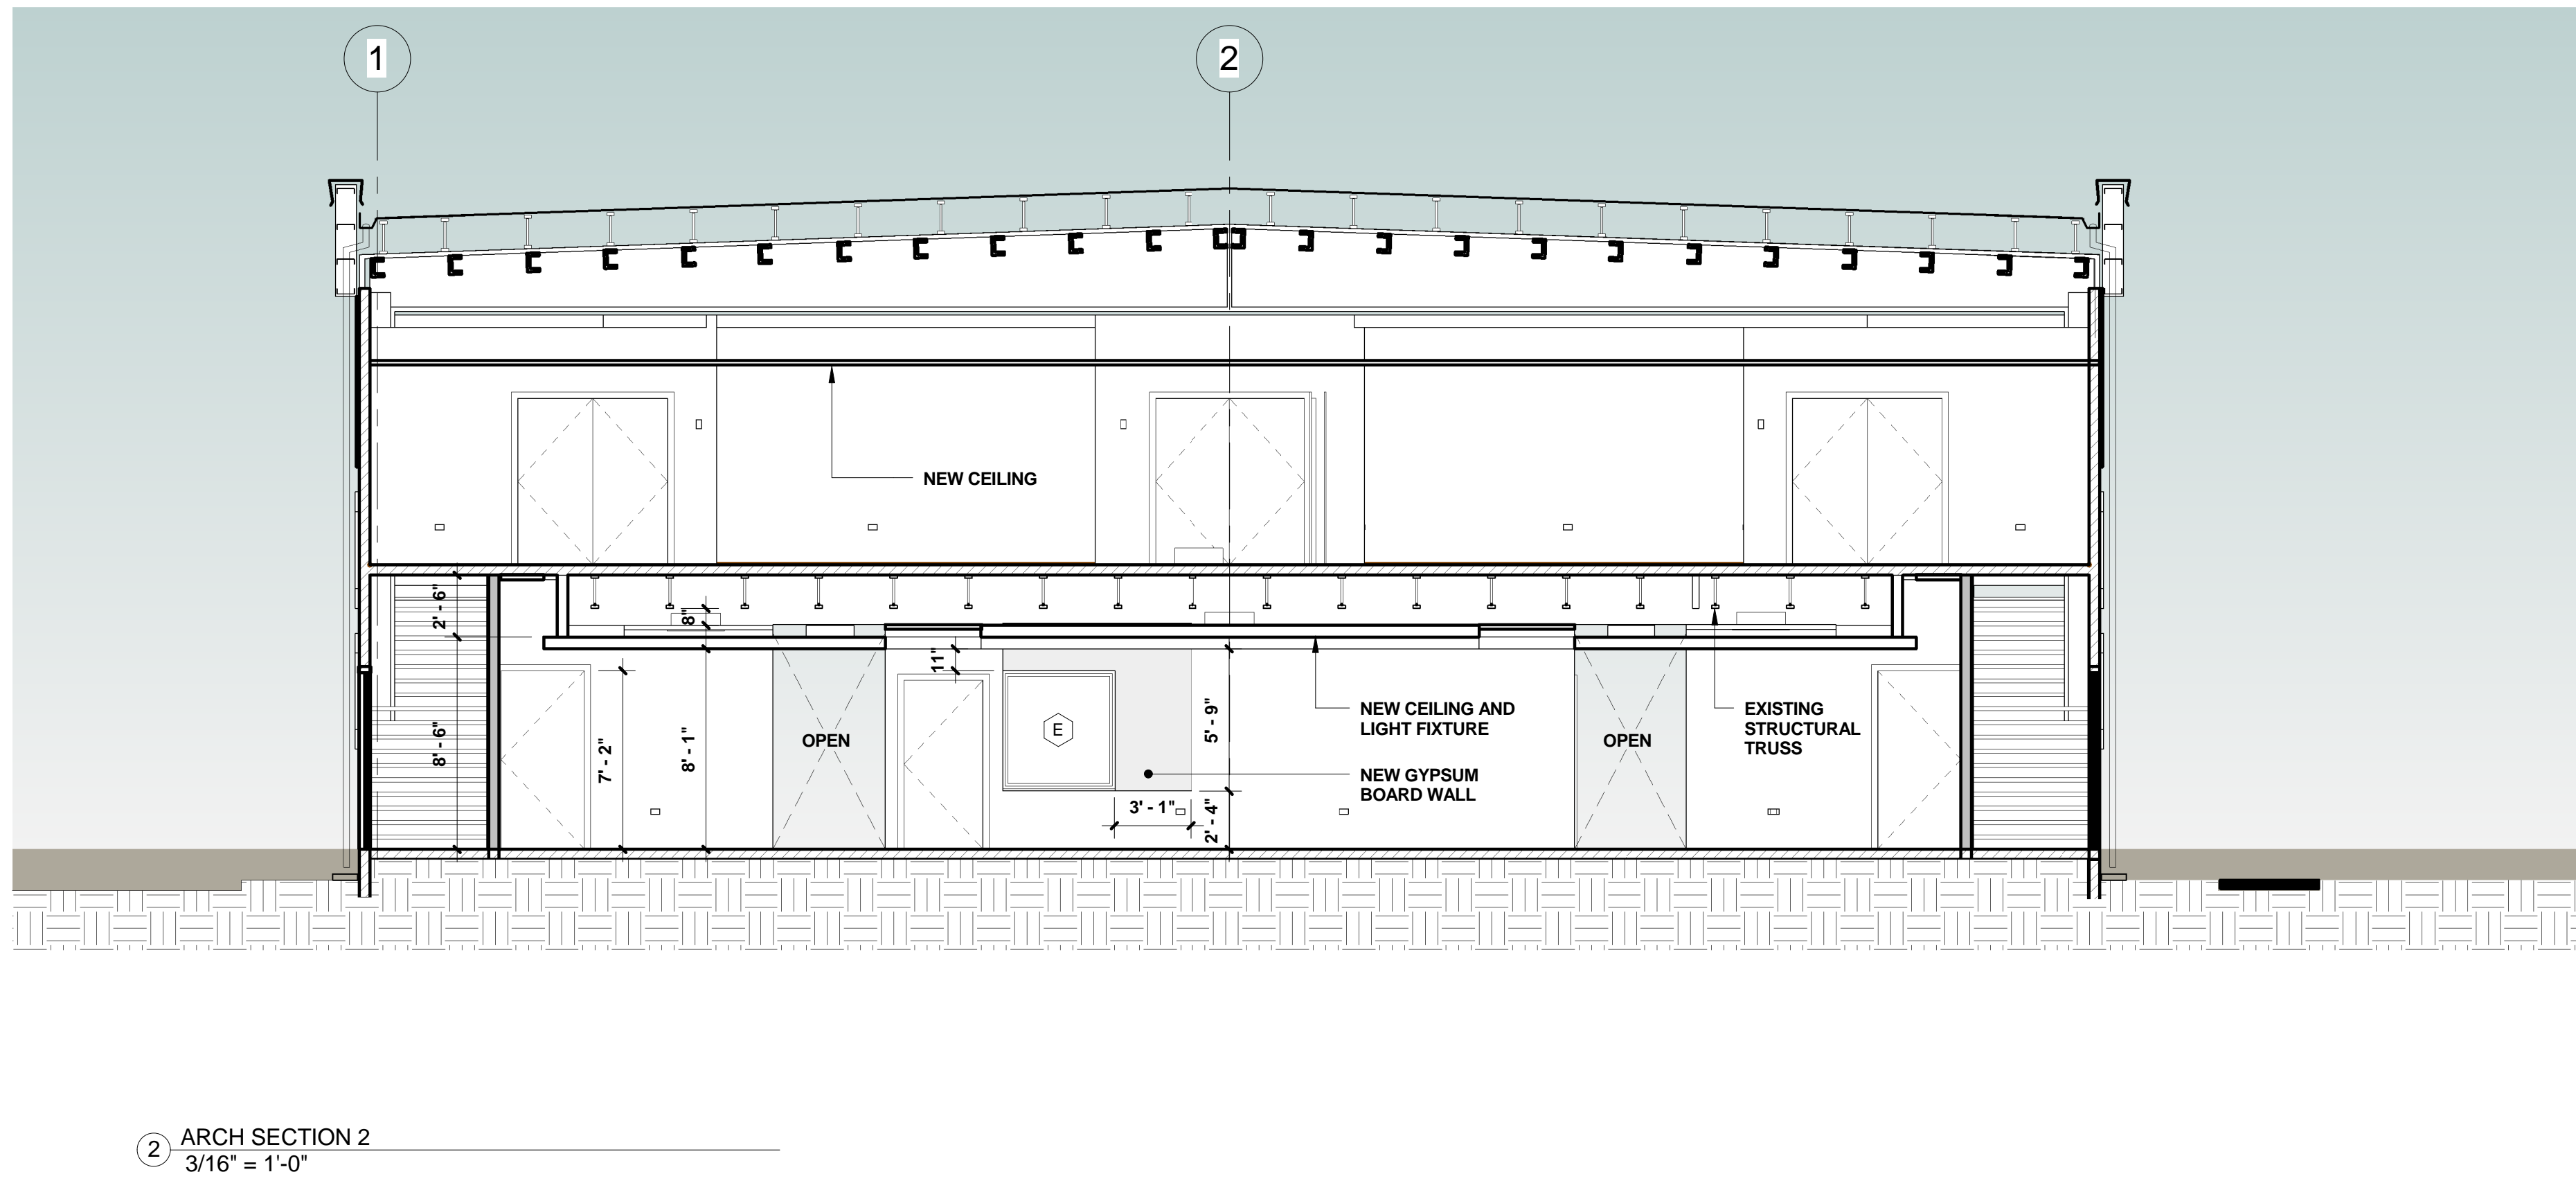 1
2
NEW CEILING
2' - 6"
8"
11"
8' - 6"
7' - 2"
8' - 1"
OPEN
E
5' - 9"
NEW CEILING AND
LIGHT FIXTURE
OPEN
EXISTING
STRUCTURAL
TRUSS
NEW GYPSUM
BOARD WALL
3' - 1"
2' - 4"
2
ARCH SECTION 2
3/16" = 1'-0"